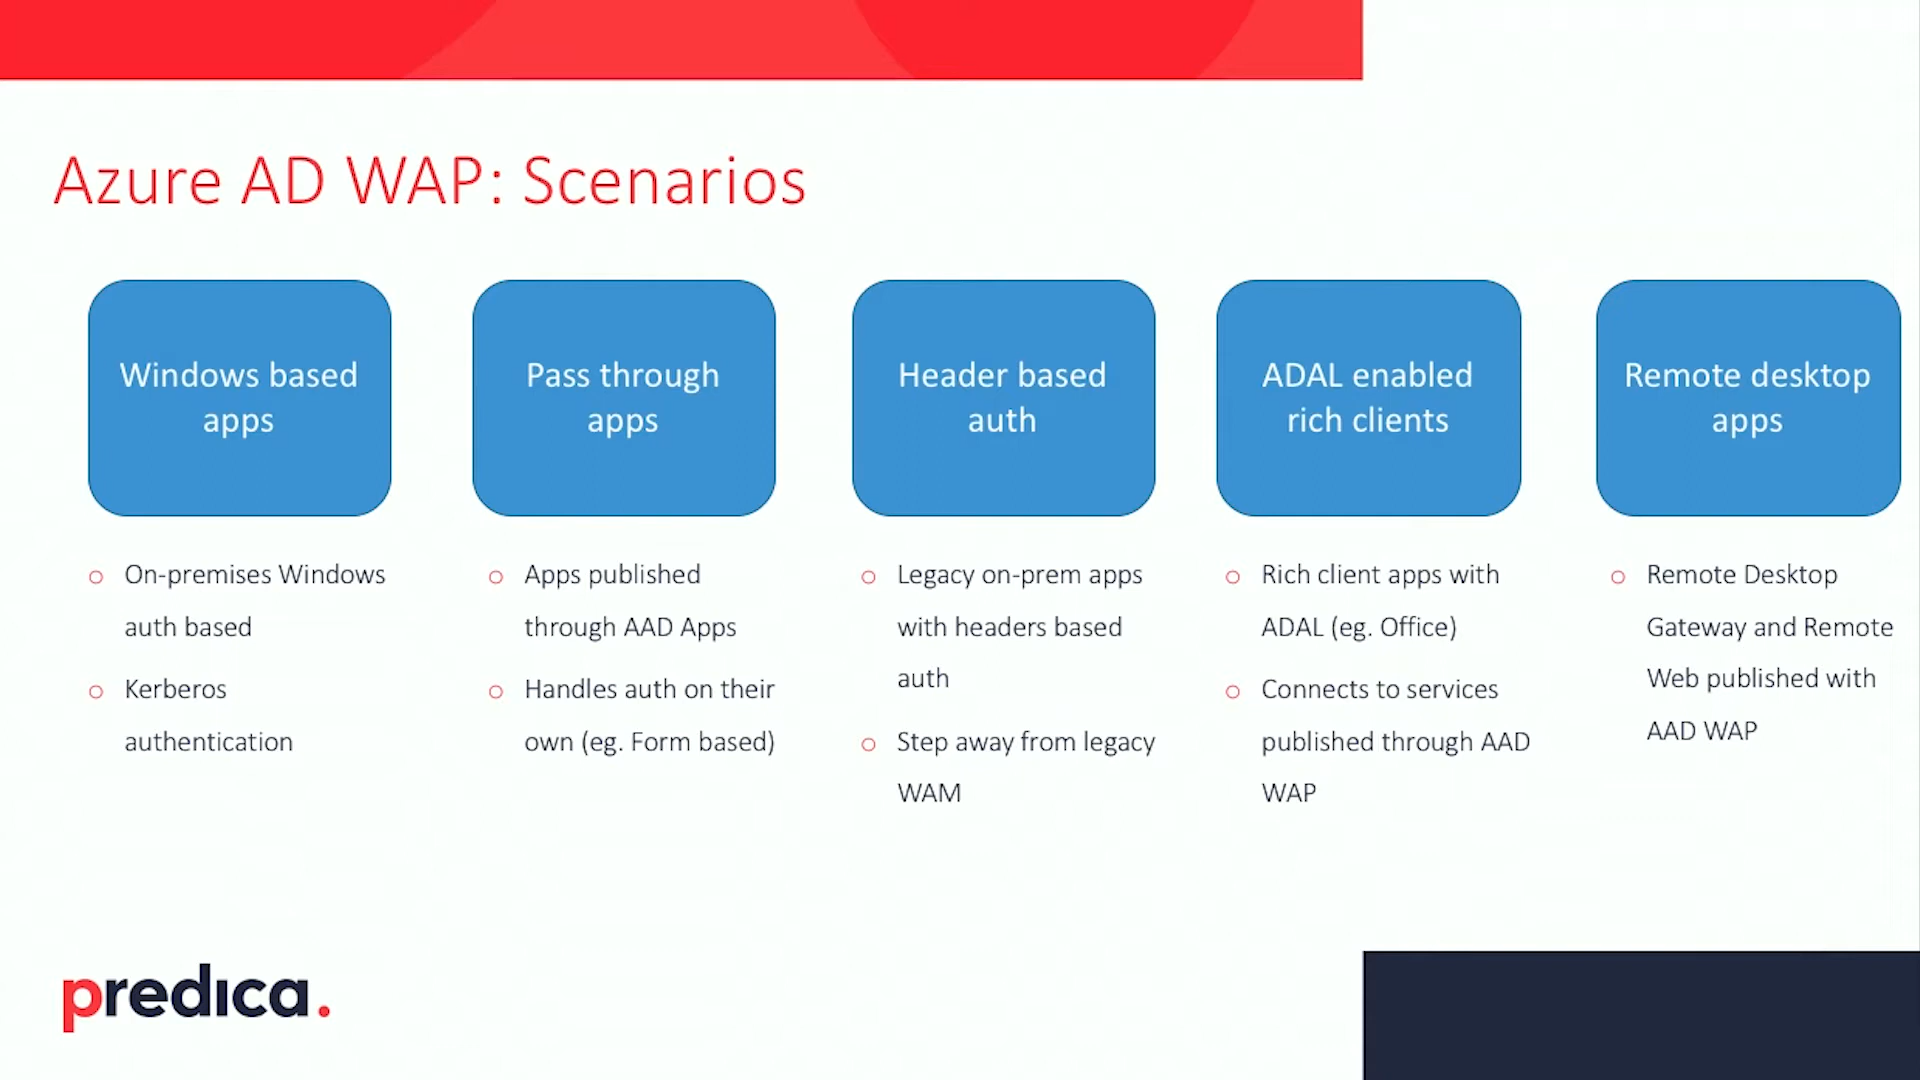 Azure AD WAP: Scenarios
Windows based
apps
Pass through
apps
Header based
auth
ADAL enabled
rich clients
Remote desktop
apps
On-premises Windows
auth based
Kerberos
authentication
Apps published
through AAD Apps
Handles auth on their
own (eg. Form based)
Legacy on-prem apps
with headers based
auth
Step away from legacy
WAM
Rich client apps with
ADAL (eg. Office)
Connects to services
published through AAD
WAP
Remote Desktop
Gateway and Remote
Web published with
AAD WAP
predica.